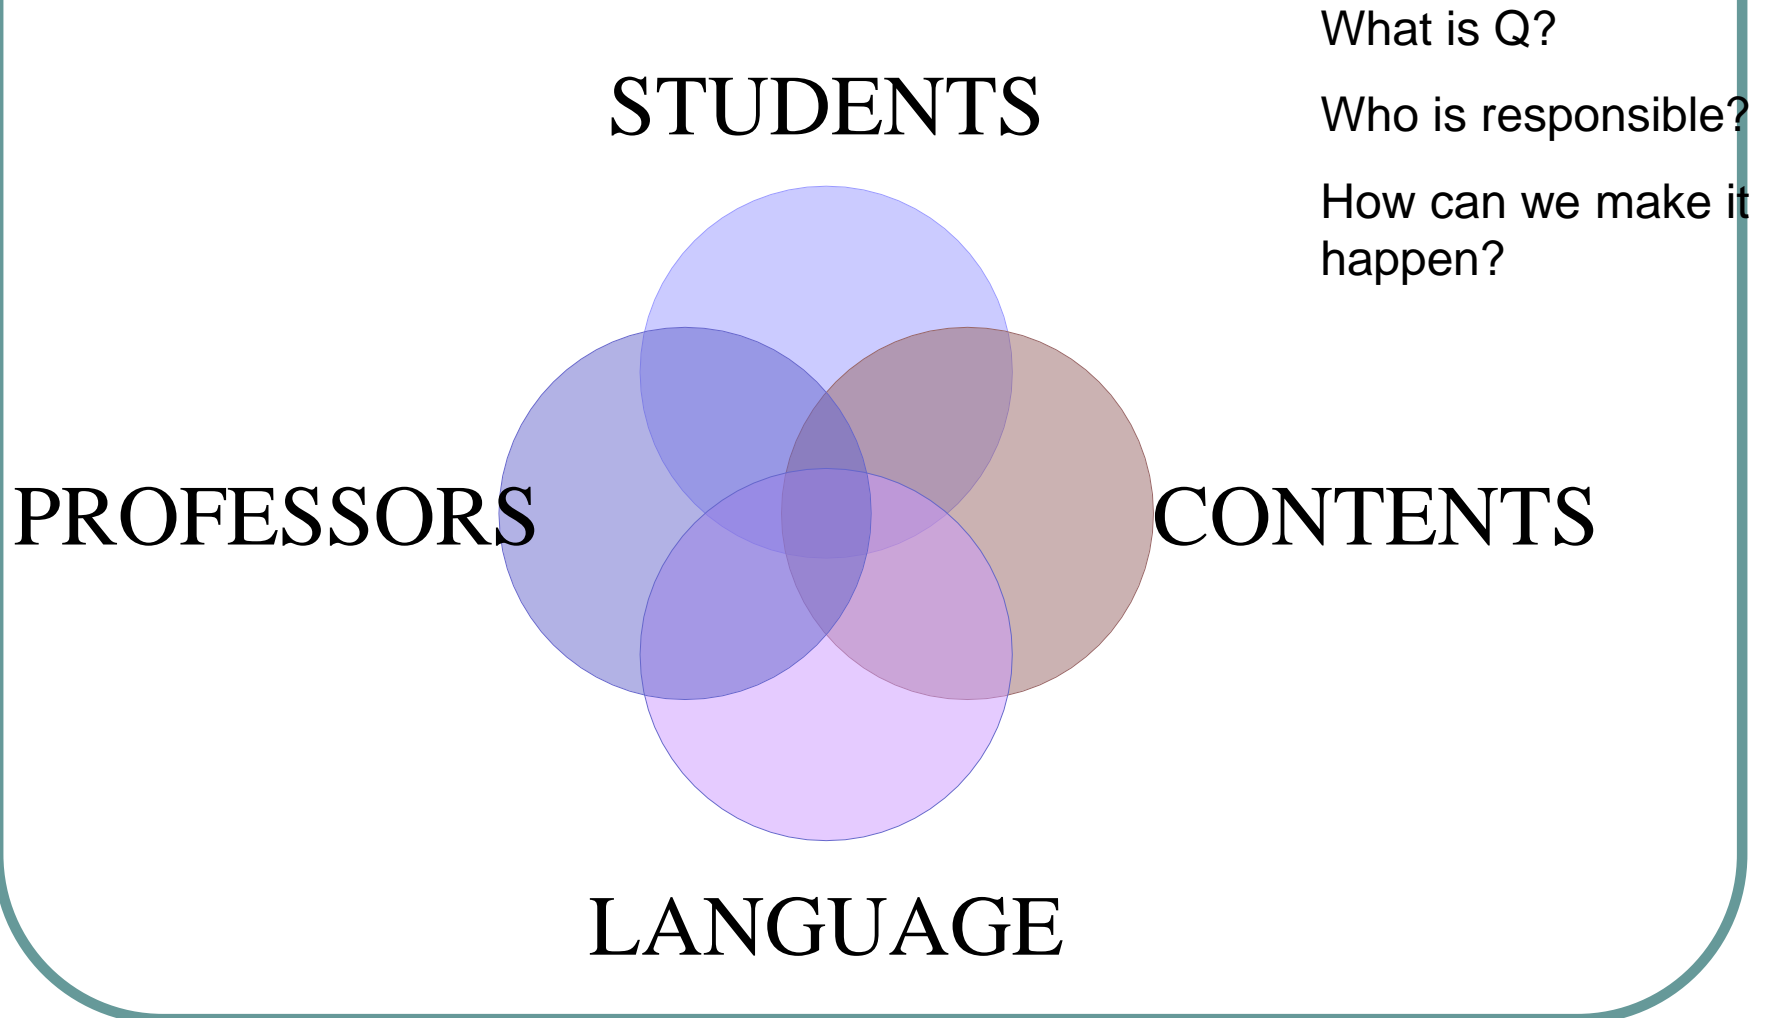 What is Q?
Who is responsible?
How can we make it
happen?
STUDENTS
PROFESSORS
CONTENTS
LANGUAGE